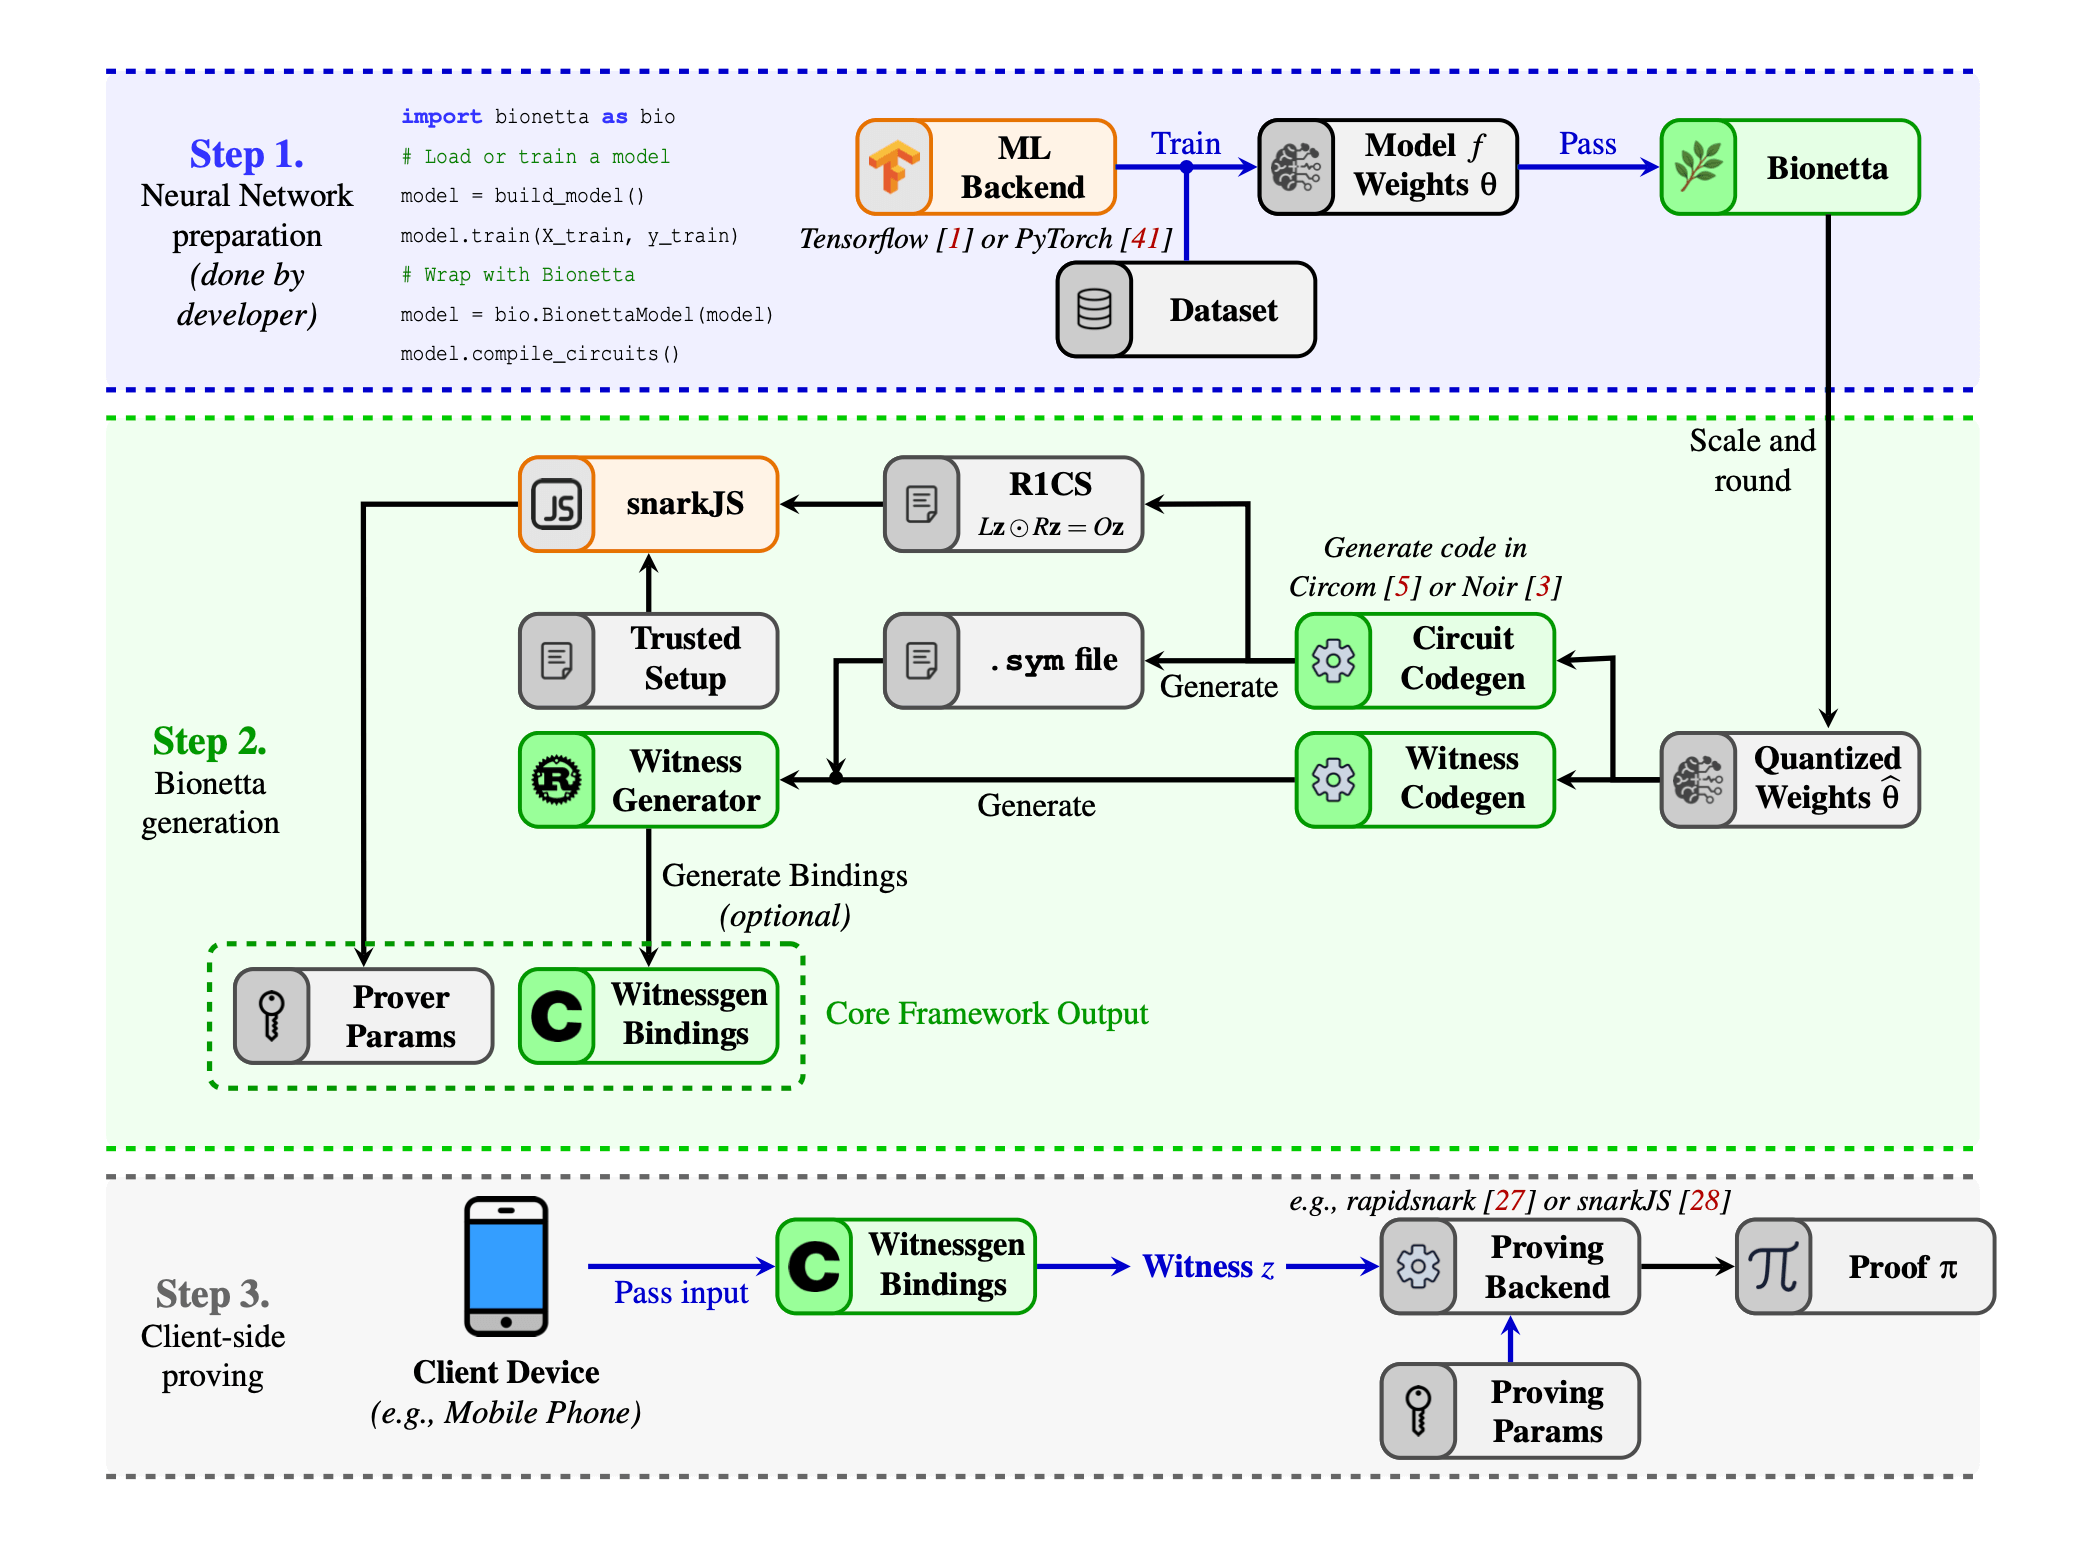 Step 1.
Neural Network
preparation
(done by
developer)
import bionetta as bio
# Load or train a model
model = build_model()
model.train(X_train, y_train)
# Wrap with Bionetta
model = bio.BionettaModel(model)
model.compile_circuits()
ML
Backend
Tensorflow [1] or PyTorch [41]
Train
Dataset
Model f
Weights θ
Pass
Bionetta
Scale and
round
Step 2.
Bionetta
generation
JS
snarkJS
R1CS
Lz⊙Rz = Oz
Generate code in
Circom [5] or Noir [3]
Trusted
Setup
.sym file
Generate
Circuit
Codegen
R
Witness
Generator
Generate
Witness
Codegen
Quantized
Weights θ̂
Generate Bindings
(optional)
Prover
Params
C
Witnessgen
Bindings
Core Framework Output
Step 3.
Client-side
proving
Client Device
(e.g., Mobile Phone)
Pass input
C
Witnessgen
Bindings
Witness z
e.g., rapidsnark [27] or snarkJS [28]
Proving
Backend
π
Proof π
Proving
Params